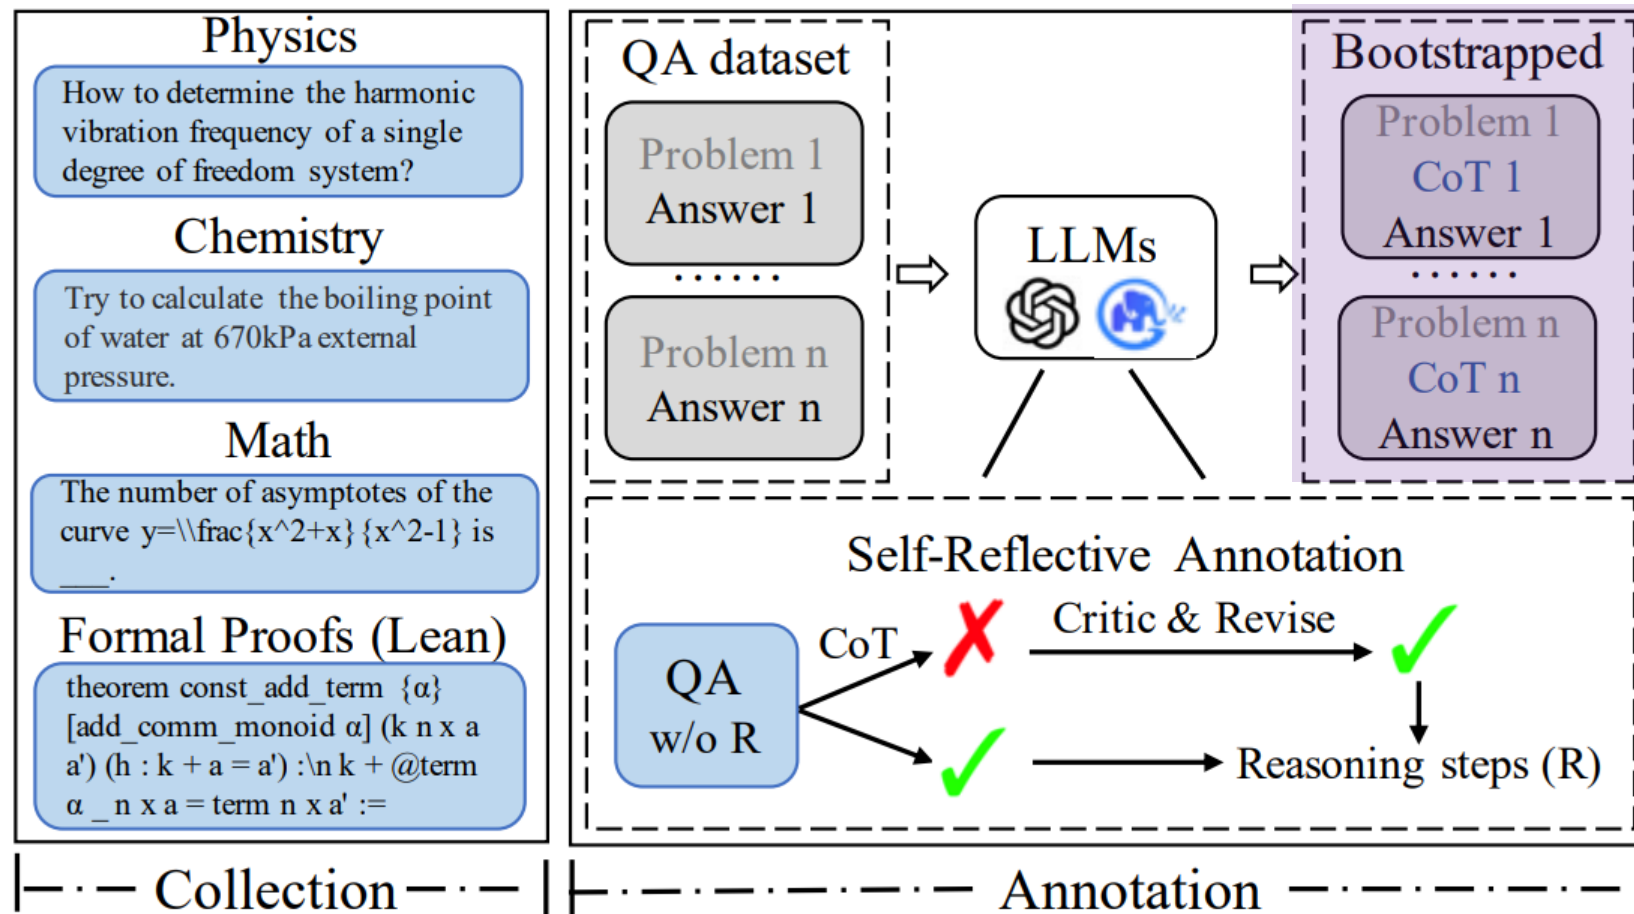 Physics
How to determine the harmonic
vibration frequency of a single
degree of freedom system?
Chemistry
Try to calculate the boiling point
of water at 670kPa external
pressure.
Math
The number of asymptotes of the
curve y=\\frac{x^2+x}{x^2-1} is
___.
Formal Proofs (Lean)
theorem const_add_term {α}
[add_comm_monoid α] (k n x a
a') (h : k + a = a') :\n k + @term
α _ n x a = term n x a' :=
Collection
QA dataset
Problem 1
Answer 1
......
Problem n
Answer n
LLMs
Bootstrapped
Problem 1
CoT 1
Answer 1
......
Problem n
CoT n
Answer n
Self-Reflective Annotation
QA
w/o R
CoT
Critic & Revise
Reasoning steps (R)
Annotation